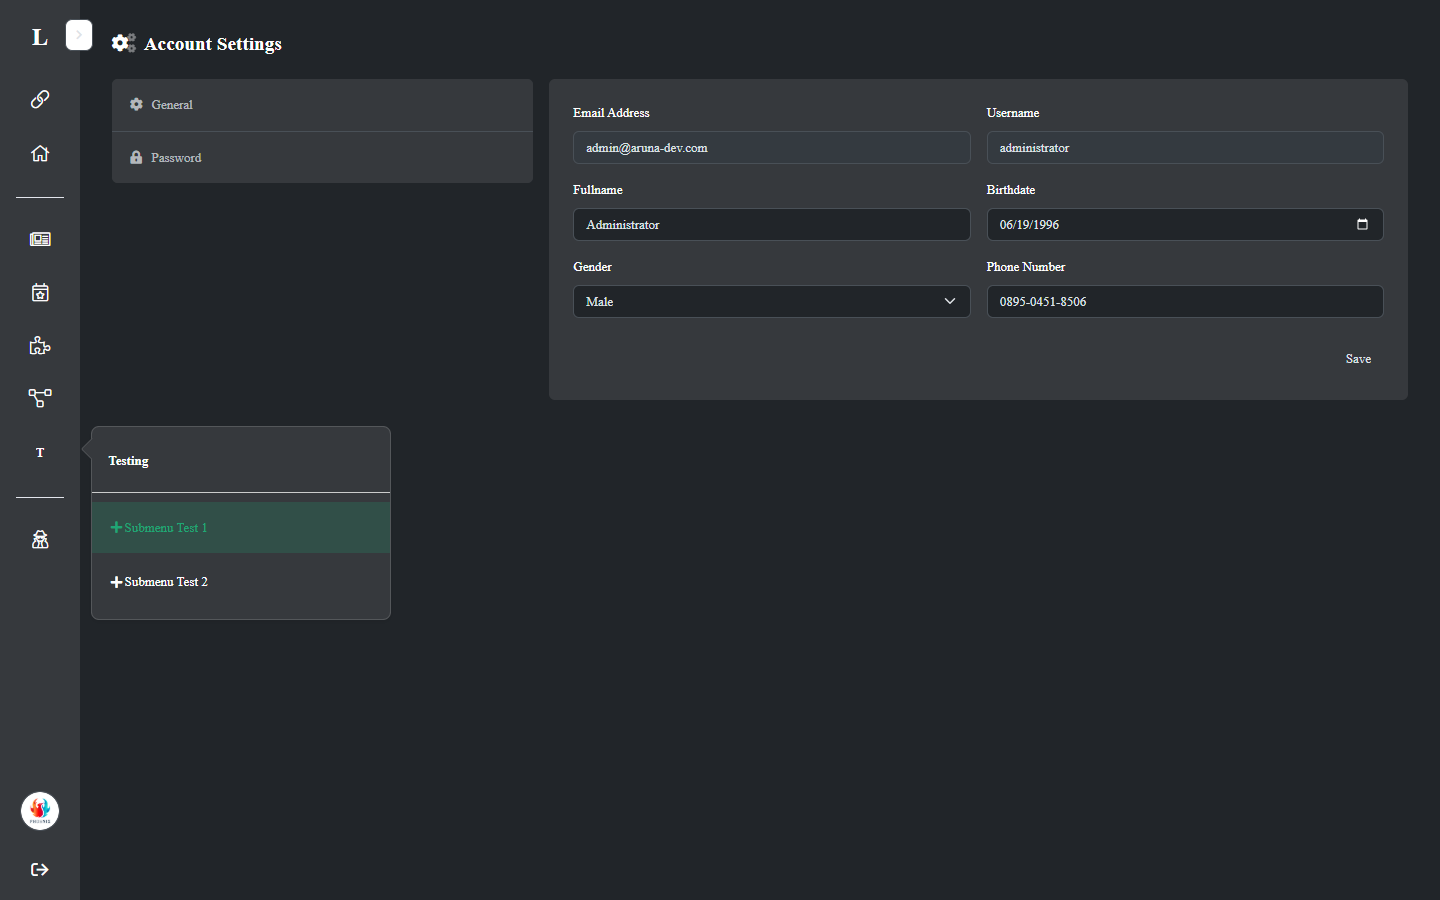 L
Account Settings
General
Password
Email Address
Username
admin@aruna-dev.com
administrator
Fullname
Birthdate
Administrator
06/19/1996
Gender
Phone Number
Male
0895-0451-8506
Save
T
Testing
Submenu Test 1
Submenu Test 2
PHOENIX